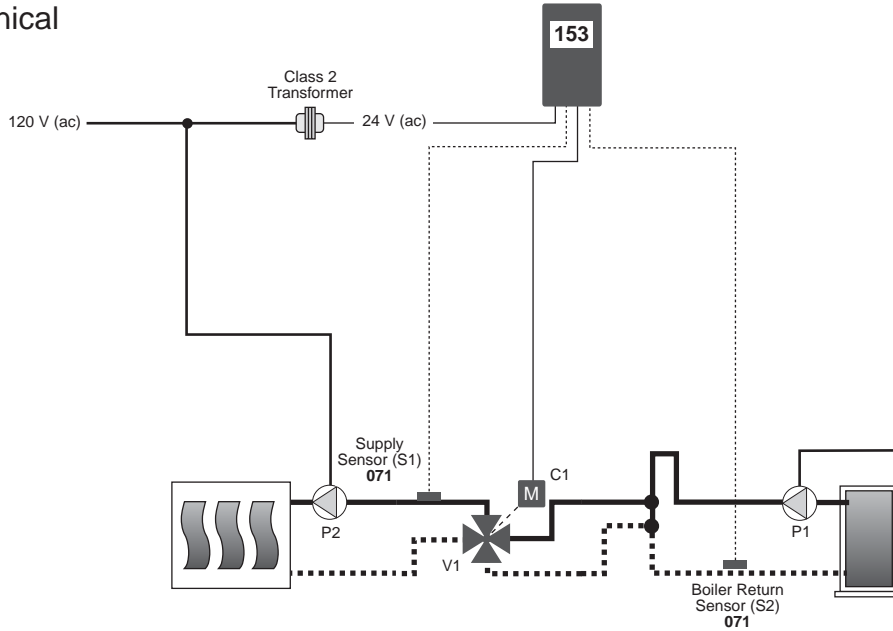 nical
153
Class 2
Transformer
120 V (ac)
24 V (ac)
Supply
Sensor (S1)
071
C1
M
P2
V1
P1
Boiler Return
Sensor (S2)
071